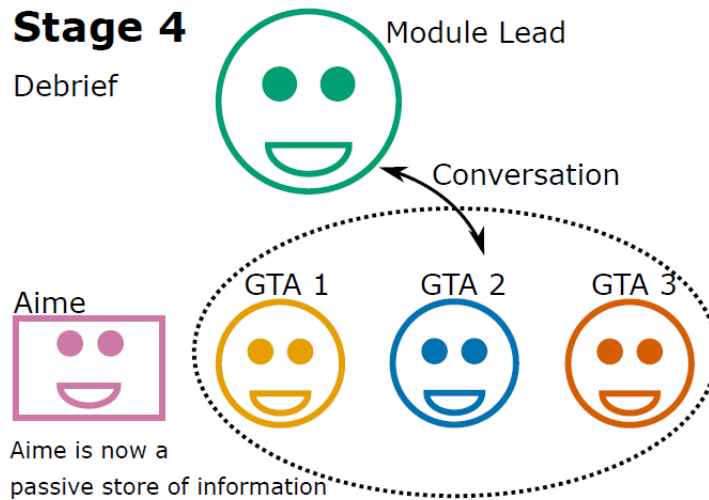 Stage 4
Module Lead
Debrief
Conversation
GTA 1
GTA 2
GTA 3
Aime
Aime is now a
passive store of information